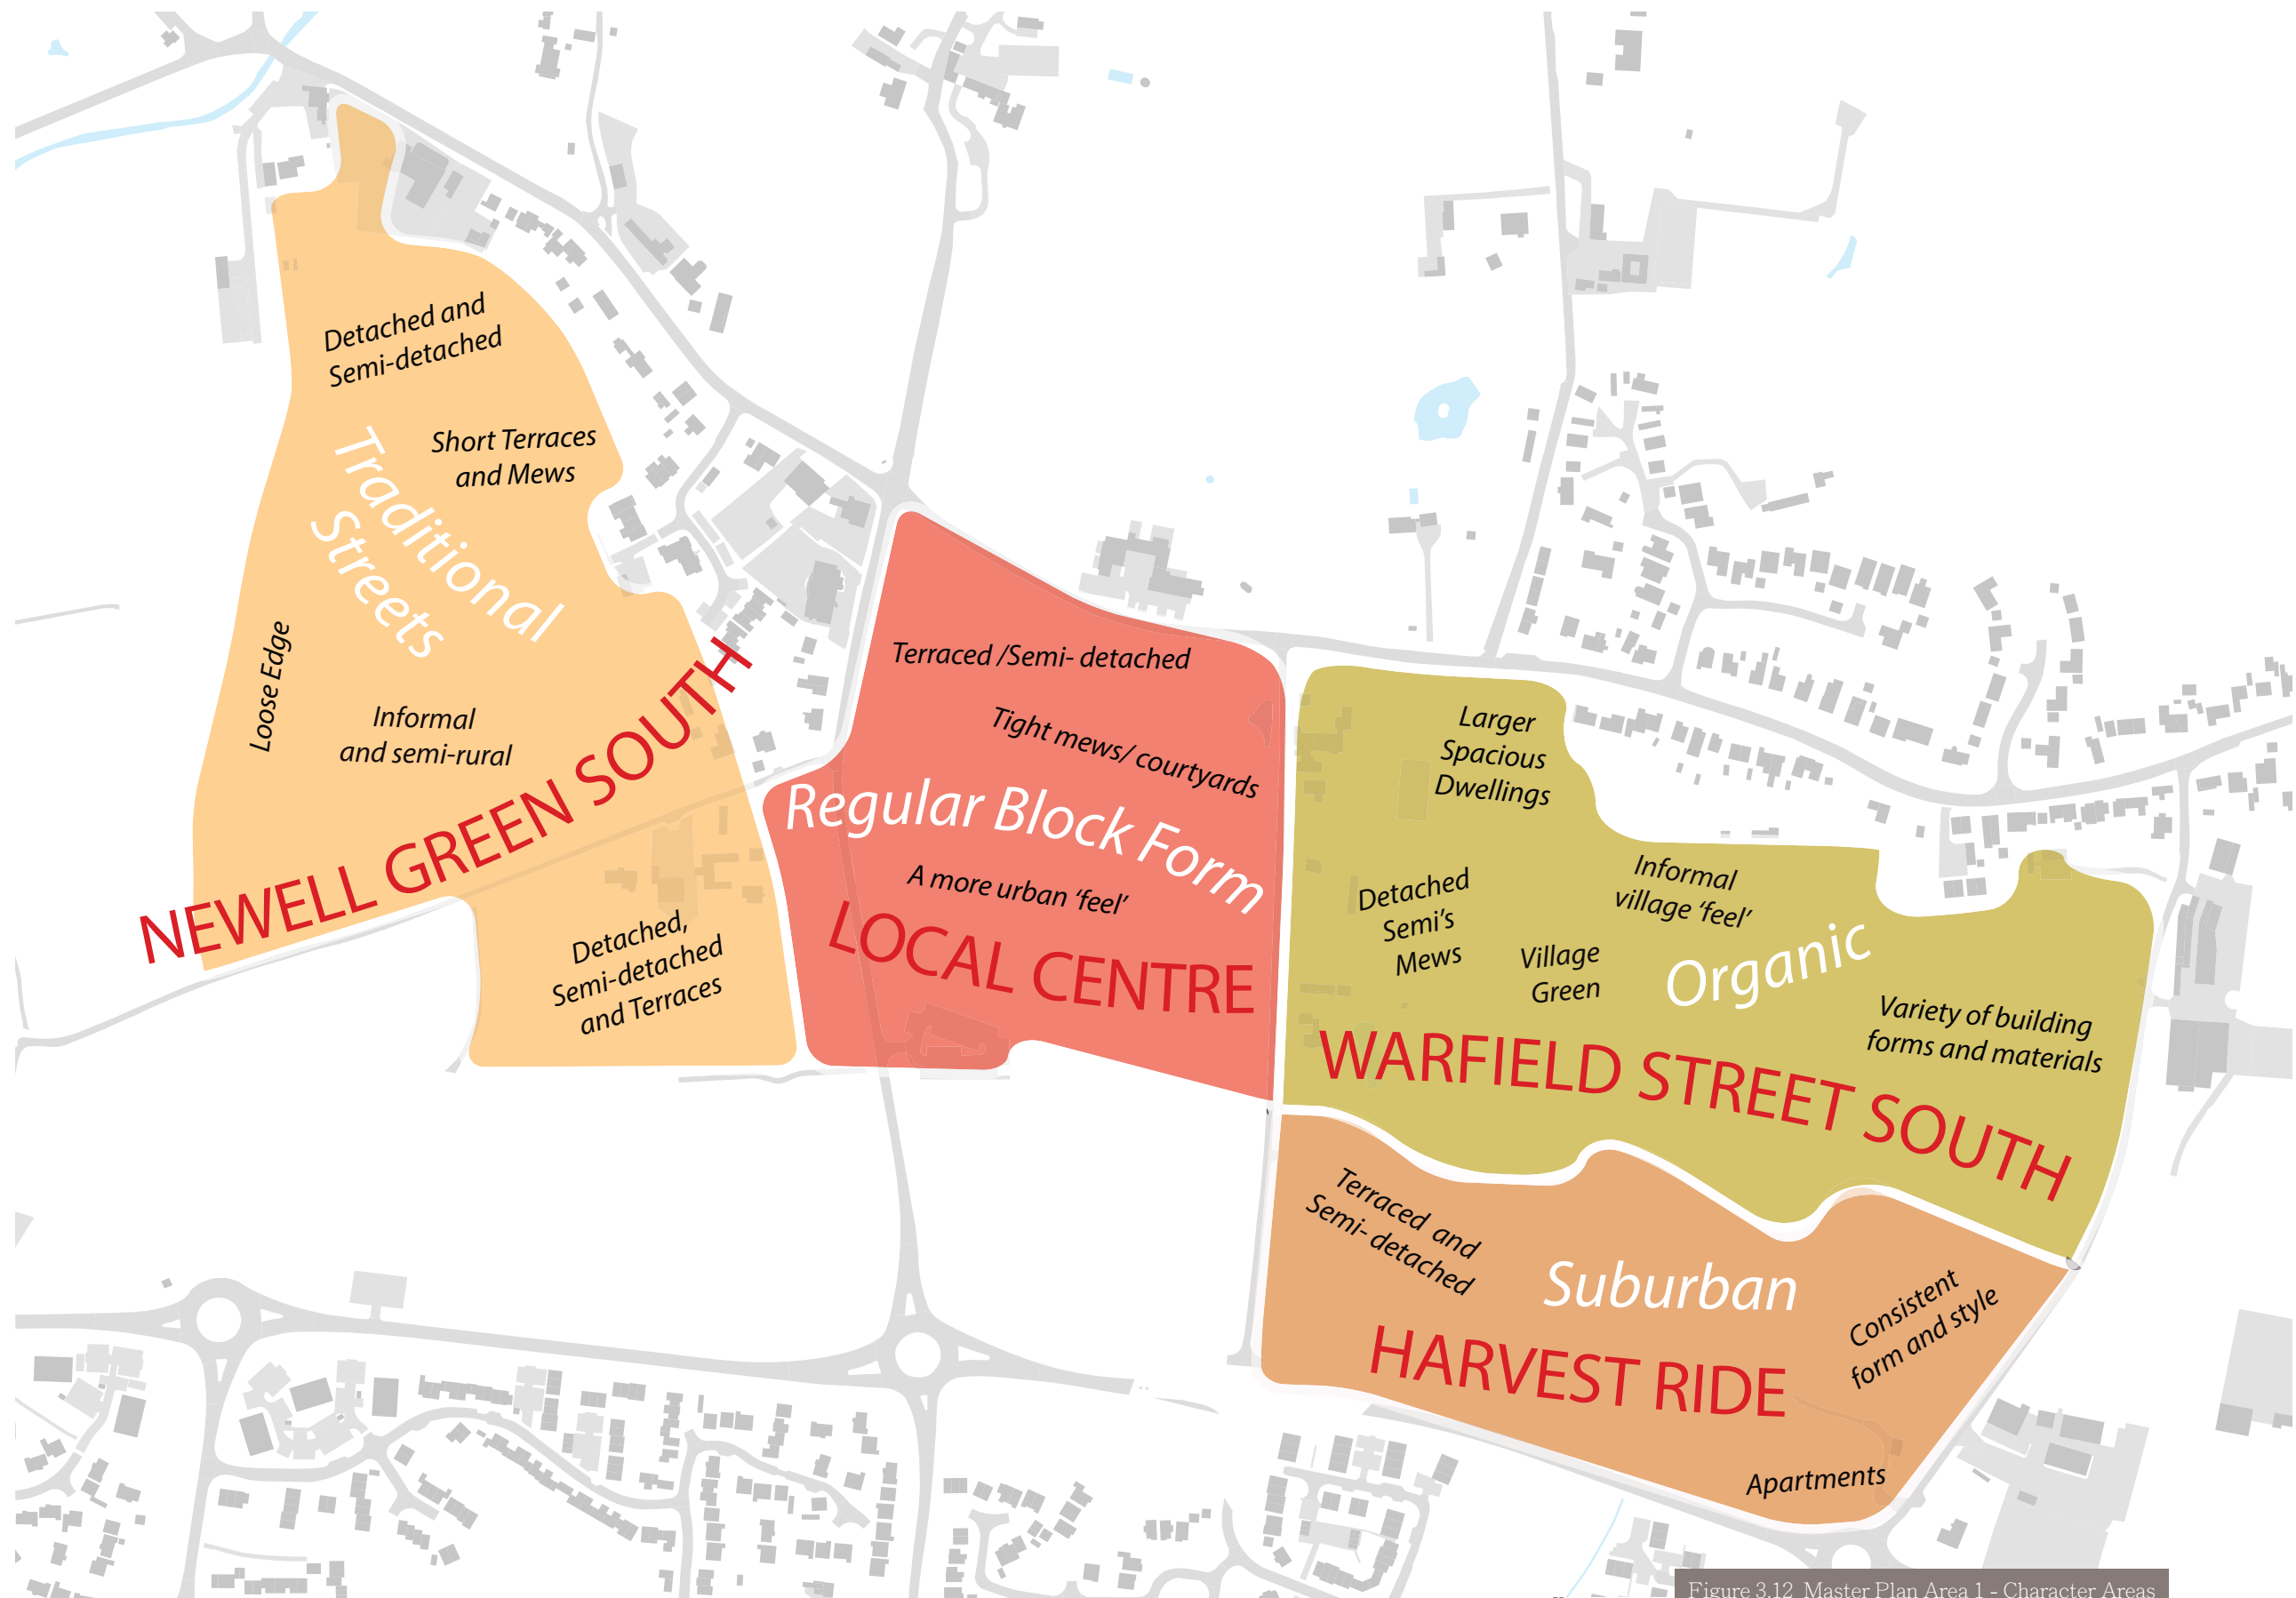 Detached and
Semi-detached
Short Terraces
and Mews
Traditional
Streets
Loose Edge
Informal
and semi-rural
NEWELL GREEN SOUTH
Detached,
Semi-detached
and Terraces
Terraced /Semi- detached
Tight mews/ courtyards
Regular Block Form
A more urban ‘feel’
LOCAL CENTRE
Larger
Spacious
Dwellings
Detached
Semi’s
Mews
Informal
village ‘feel’
Village
Green
Organic
Variety of building
forms and materials
WARFIELD STREET SOUTH
Terraced and
Semi- detached
Suburban
Consistent
form and style
HARVEST RIDE
Apartments
Figure 3.12 Master Plan Area 1 - Character Areas